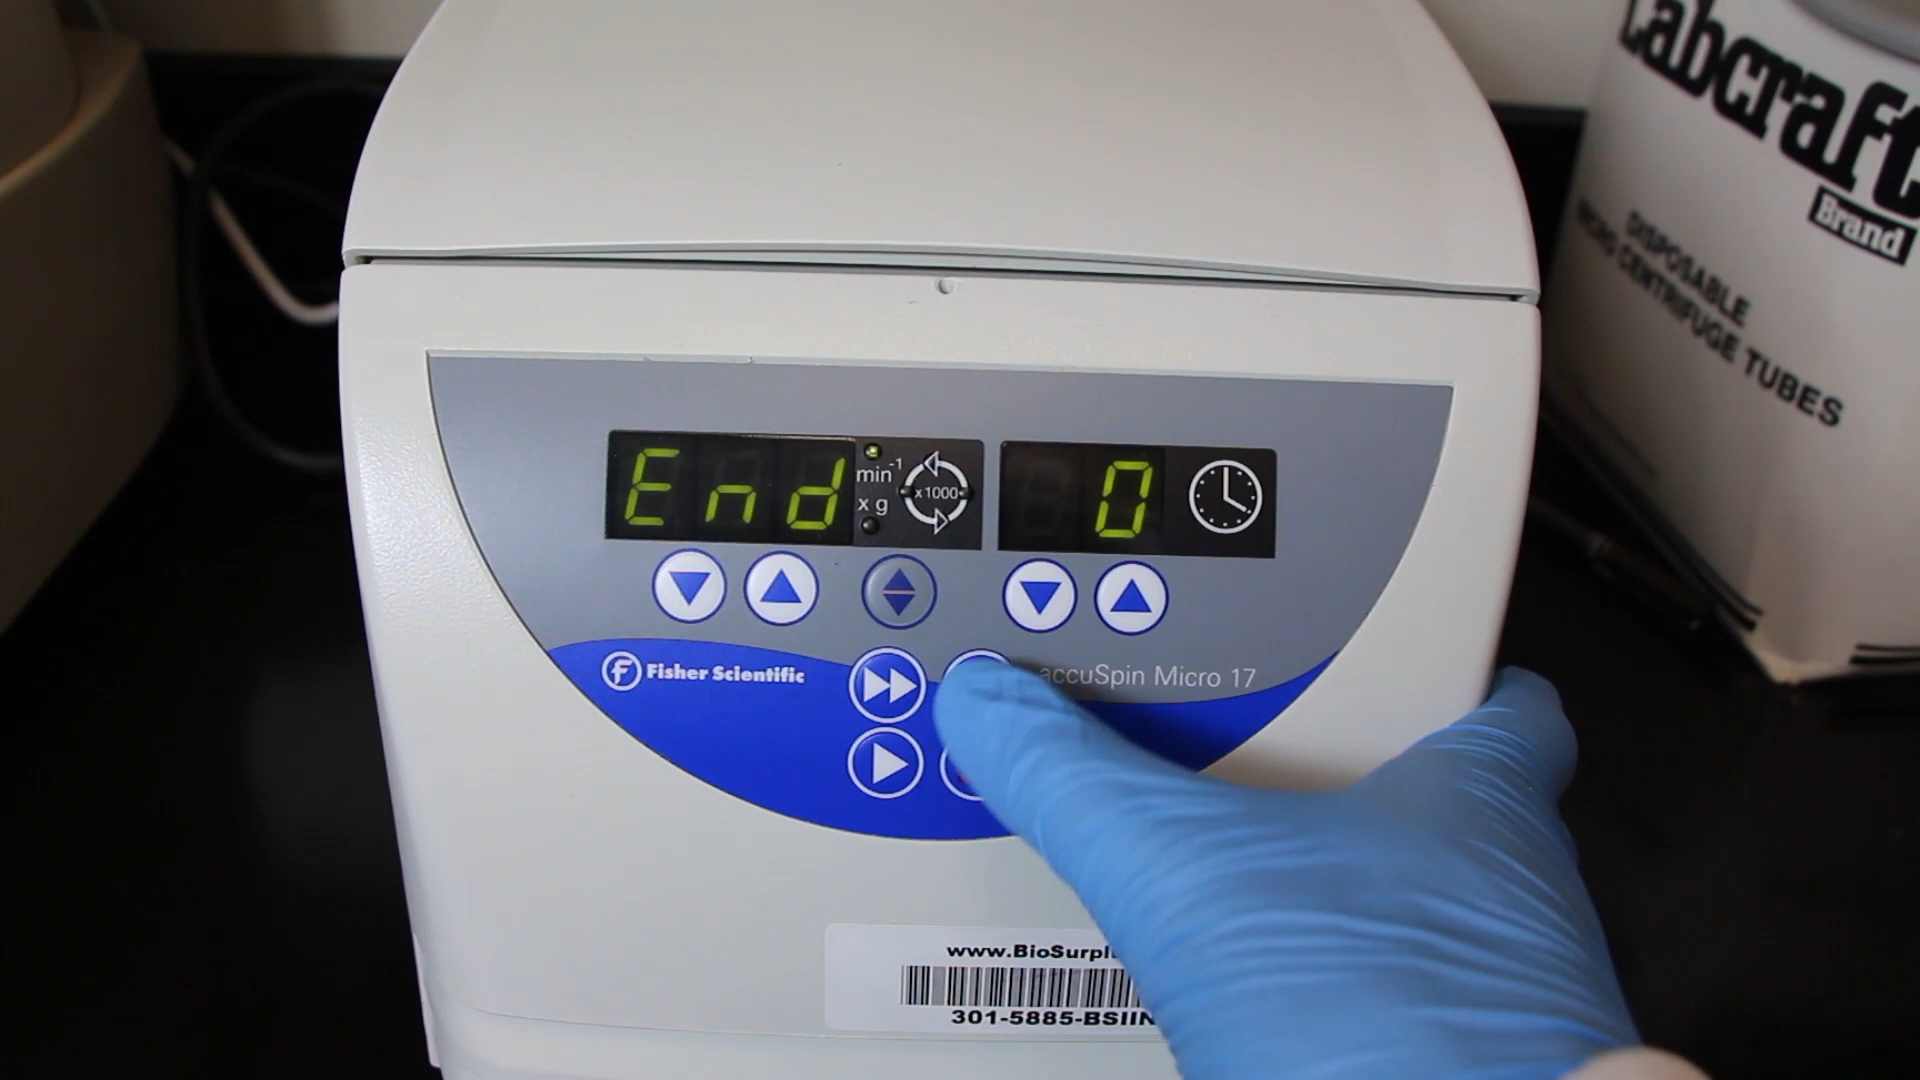 Labcraft
Brand
DISPOSABLE
MICRO CENTRIFUGE TUBES
End
min-1
x g
x1000
0
Fisher Scientific
accuSpin Micro 17
www.BioSurpl
301-5885-BSIIN